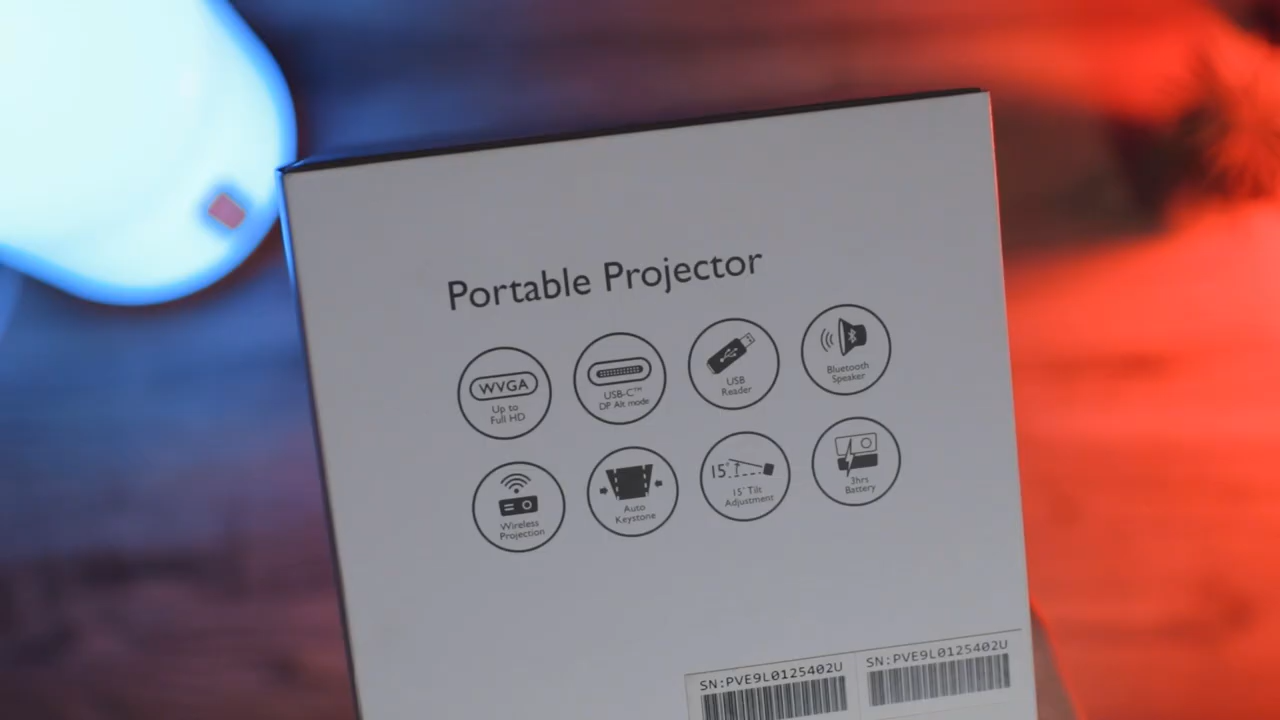 Portable Projector
WVGA
Up to
Full HD
USB-C™
DP Alt mode
USB
Reader
Bluetooth
Speaker
Wireless
Projection
Auto
Keystone
15°
15° Tilt
Adjustment
3hrs
Battery
SN:PVE9L0125402U
SN:PVE9L0125402U